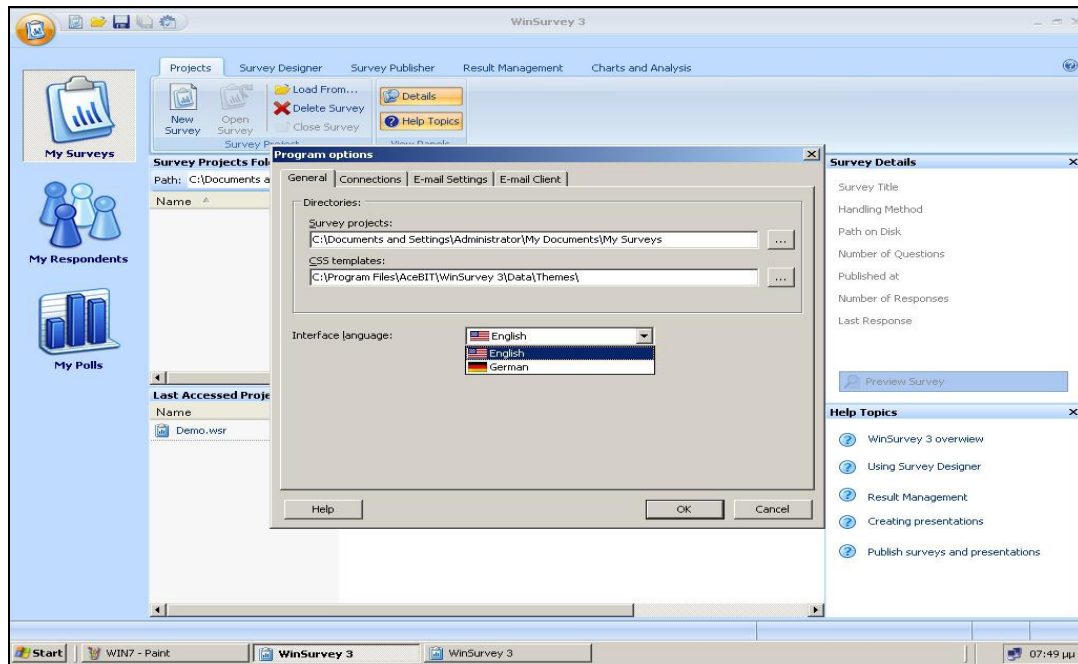 WinSurvey 3
Projects
Survey Designer
Survey Publisher
Result Management
Charts and Analysis
New Survey
Open Survey
Load From...
Delete Survey
Close Survey
Survey Project
Details
Help Topics
View Panels
My Surveys
My Respondents
My Polls
Survey Projects Fol
Path: C:\Documents a
Name
Last Accessed Proje
Name
Demo.wsr
Program options
General
Connections
E-mail Settings
E-mail Client
Directories:
Survey projects:
C:\Documents and Settings\Administrator\My Documents\My Surveys
...
CSS templates:
C:\Program Files\AceBIT\WinSurvey 3\Data\Themes\
...
Interface language:
English
English
German
Help
OK
Cancel
Survey Details
Survey Title
Handling Method
Path on Disk
Number of Questions
Published at
Number of Responses
Last Response
Preview Survey
Help Topics
WinSurvey 3 overwiew
Using Survey Designer
Result Management
Creating presentations
Publish surveys and presentations
Start
WIN7 - Paint
WinSurvey 3
WinSurvey 3
07:49 μμ